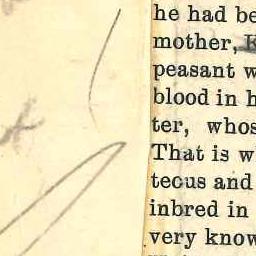 he had be
mother, K
peasant w
blood in h
ter, whos
That is w
teous and
inbred in
very know